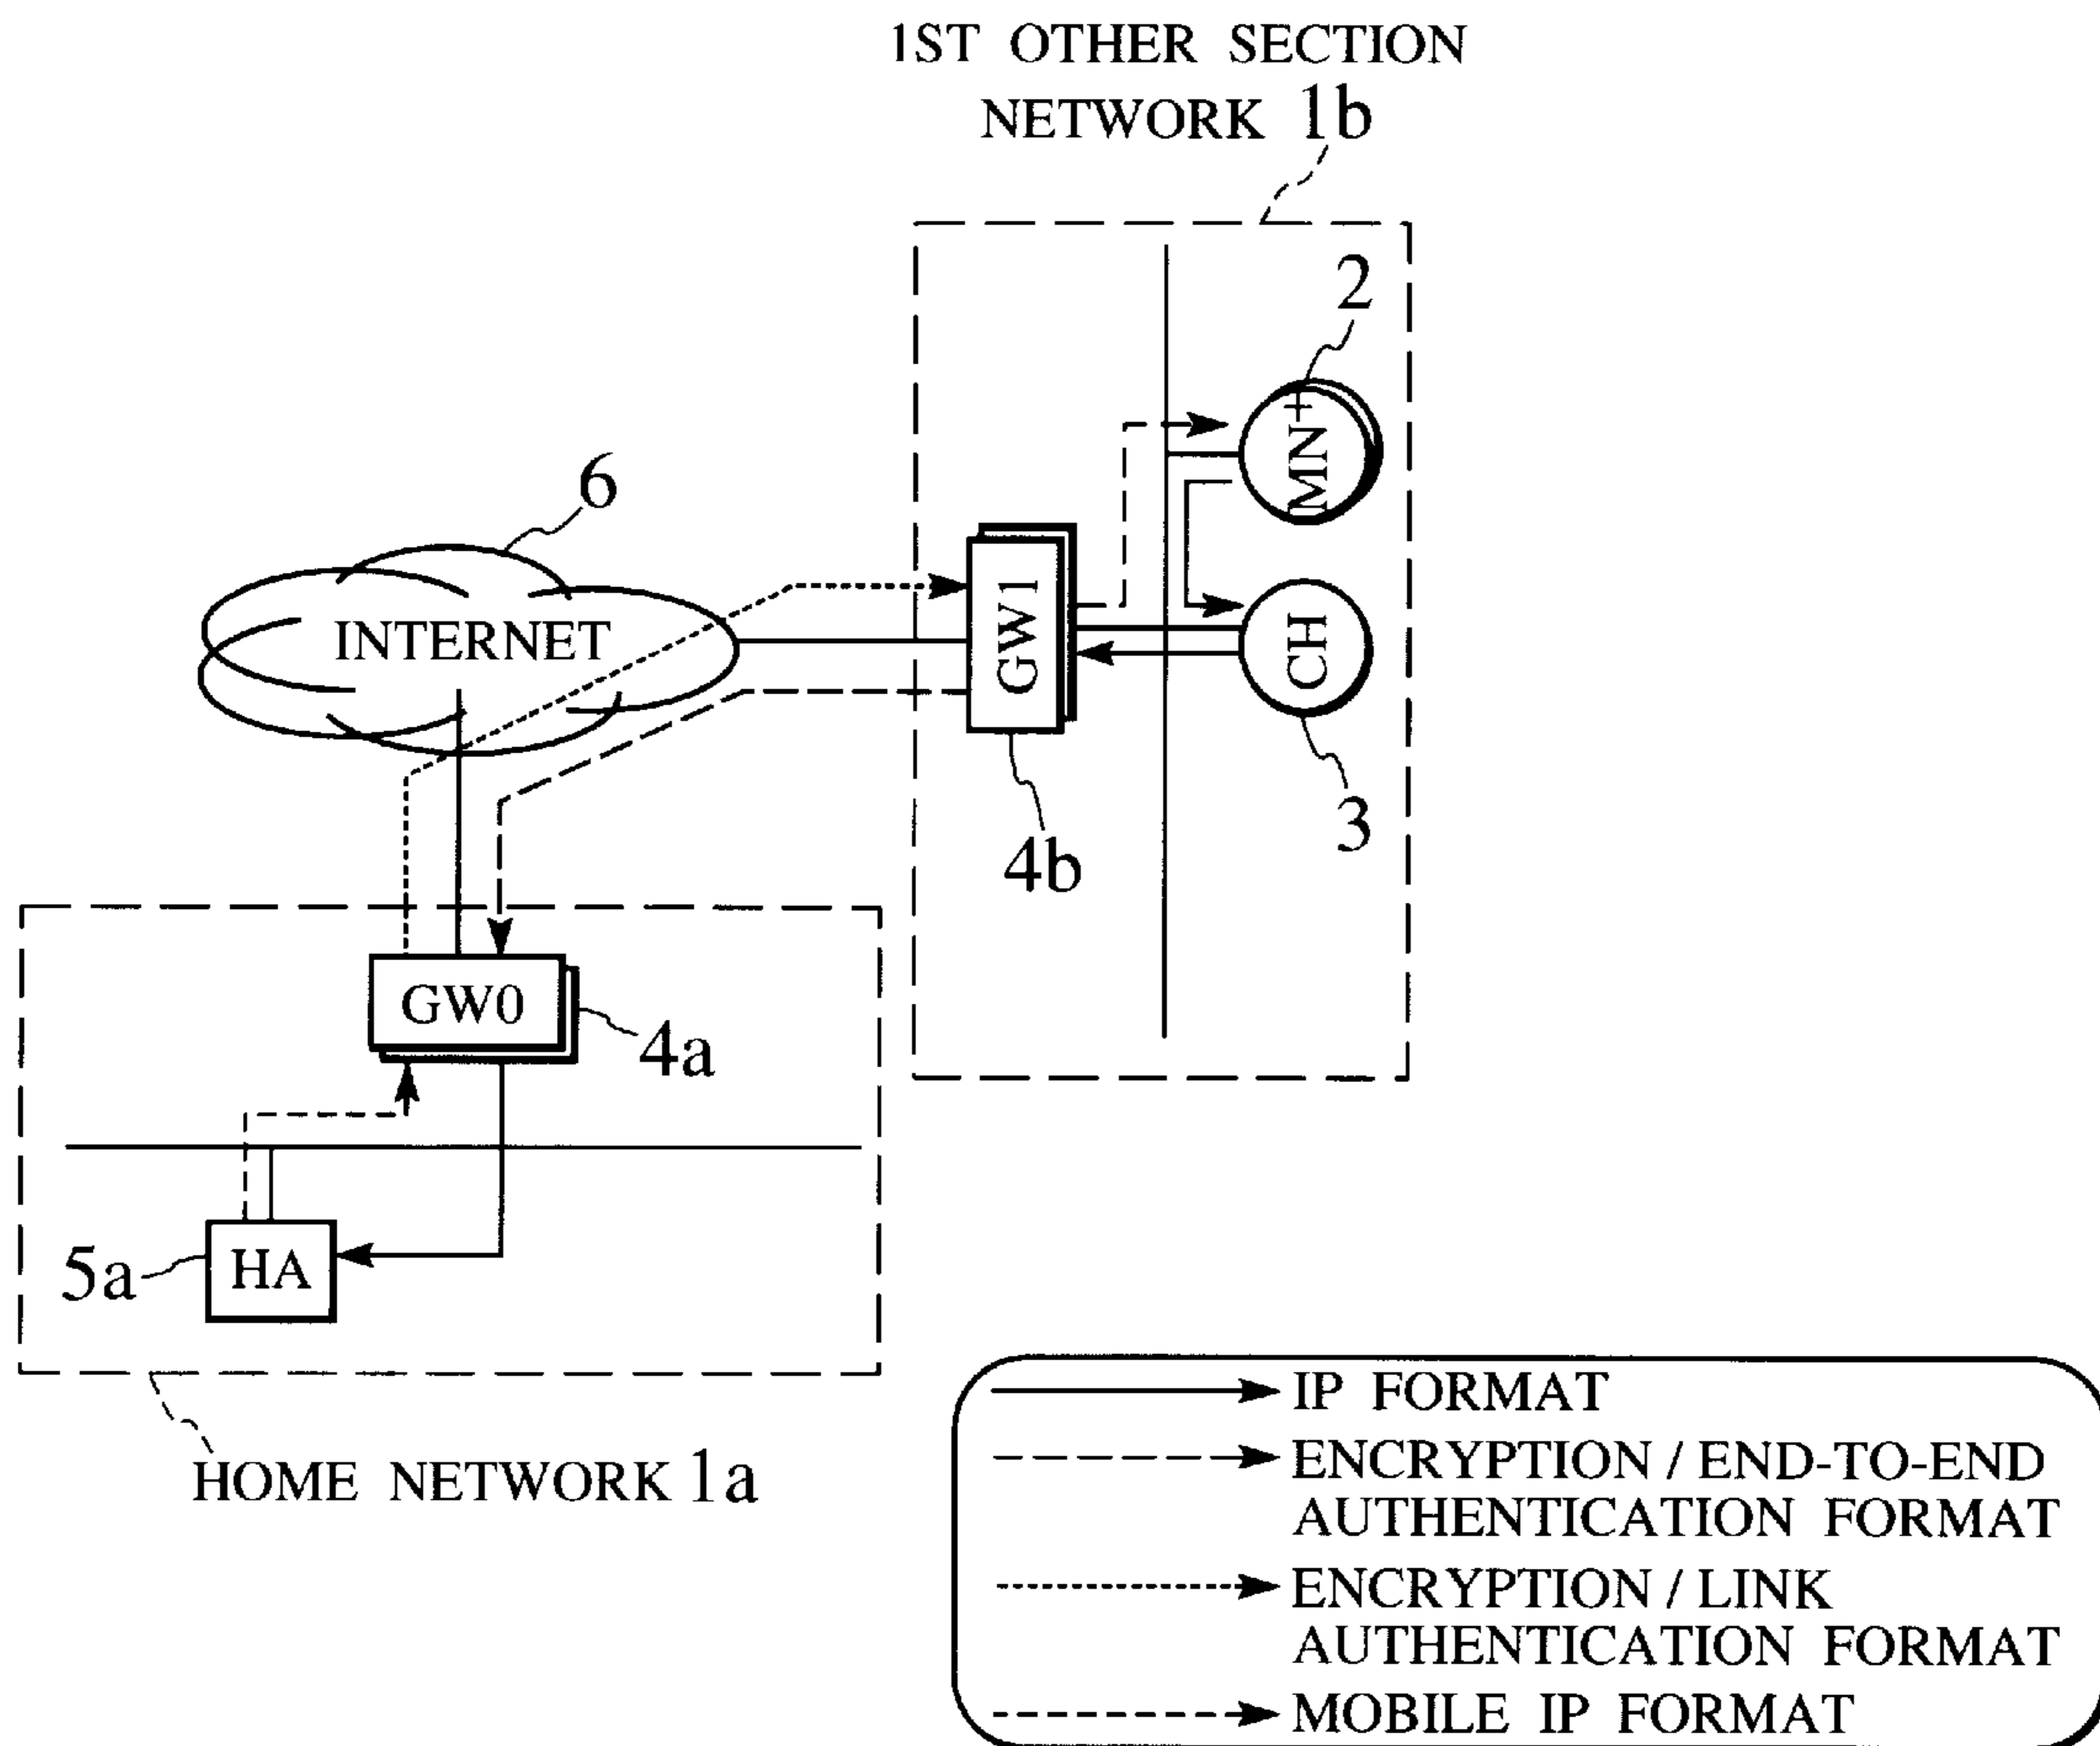 1ST OTHER SECTION
NETWORK 1b
2
MN+
6
INTERNET
GW1
CH
3
4b
GW0
4a
5a
HA
HOME NETWORK 1a
IP FORMAT
ENCRYPTION / END-TO-END
AUTHENTICATION FORMAT
ENCRYPTION / LINK
AUTHENTICATION FORMAT
MOBILE IP FORMAT